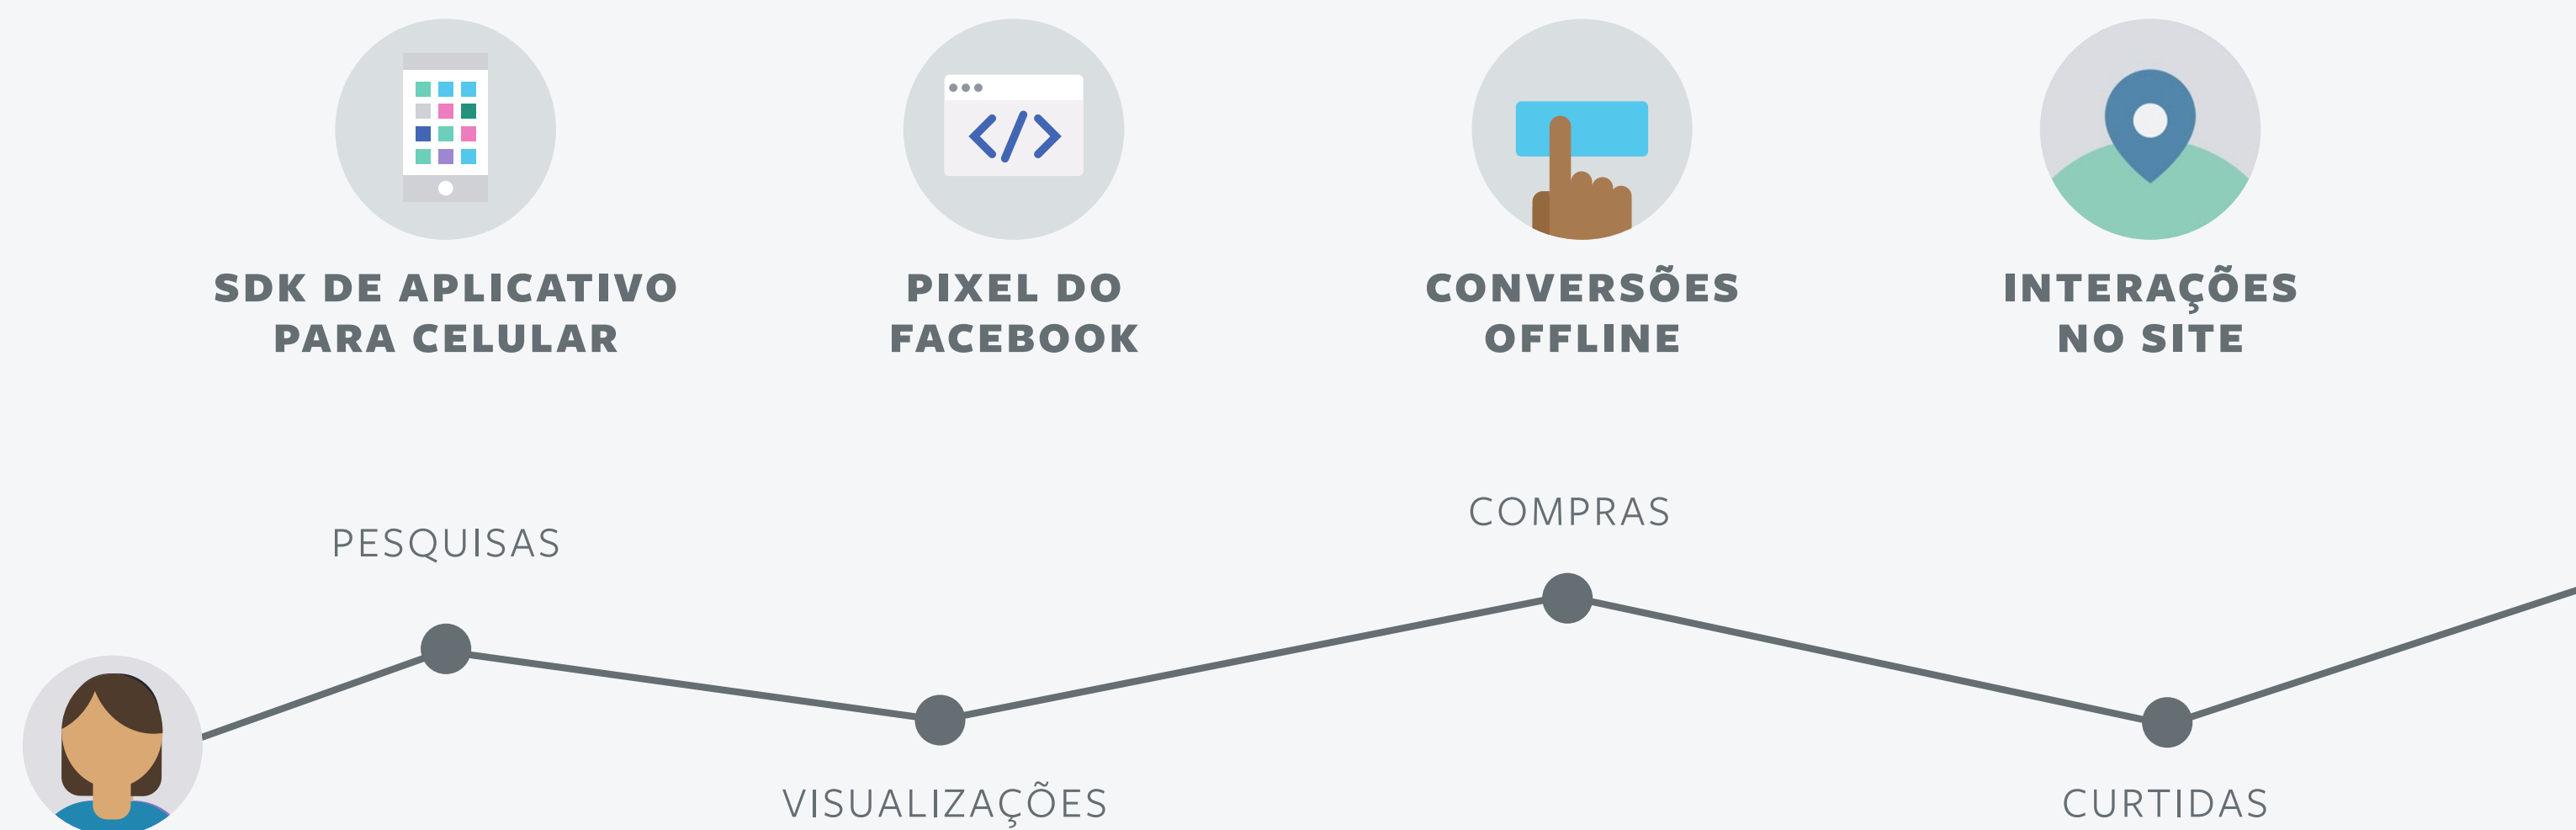 SDK DE APLICATIVO
PARA CELULAR
PIXEL DO
FACEBOOK
CONVERSÕES
OFFLINE
INTERAÇÕES
NO SITE
PESQUISAS
VISUALIZAÇÕES
COMPRAS
CURTIDAS